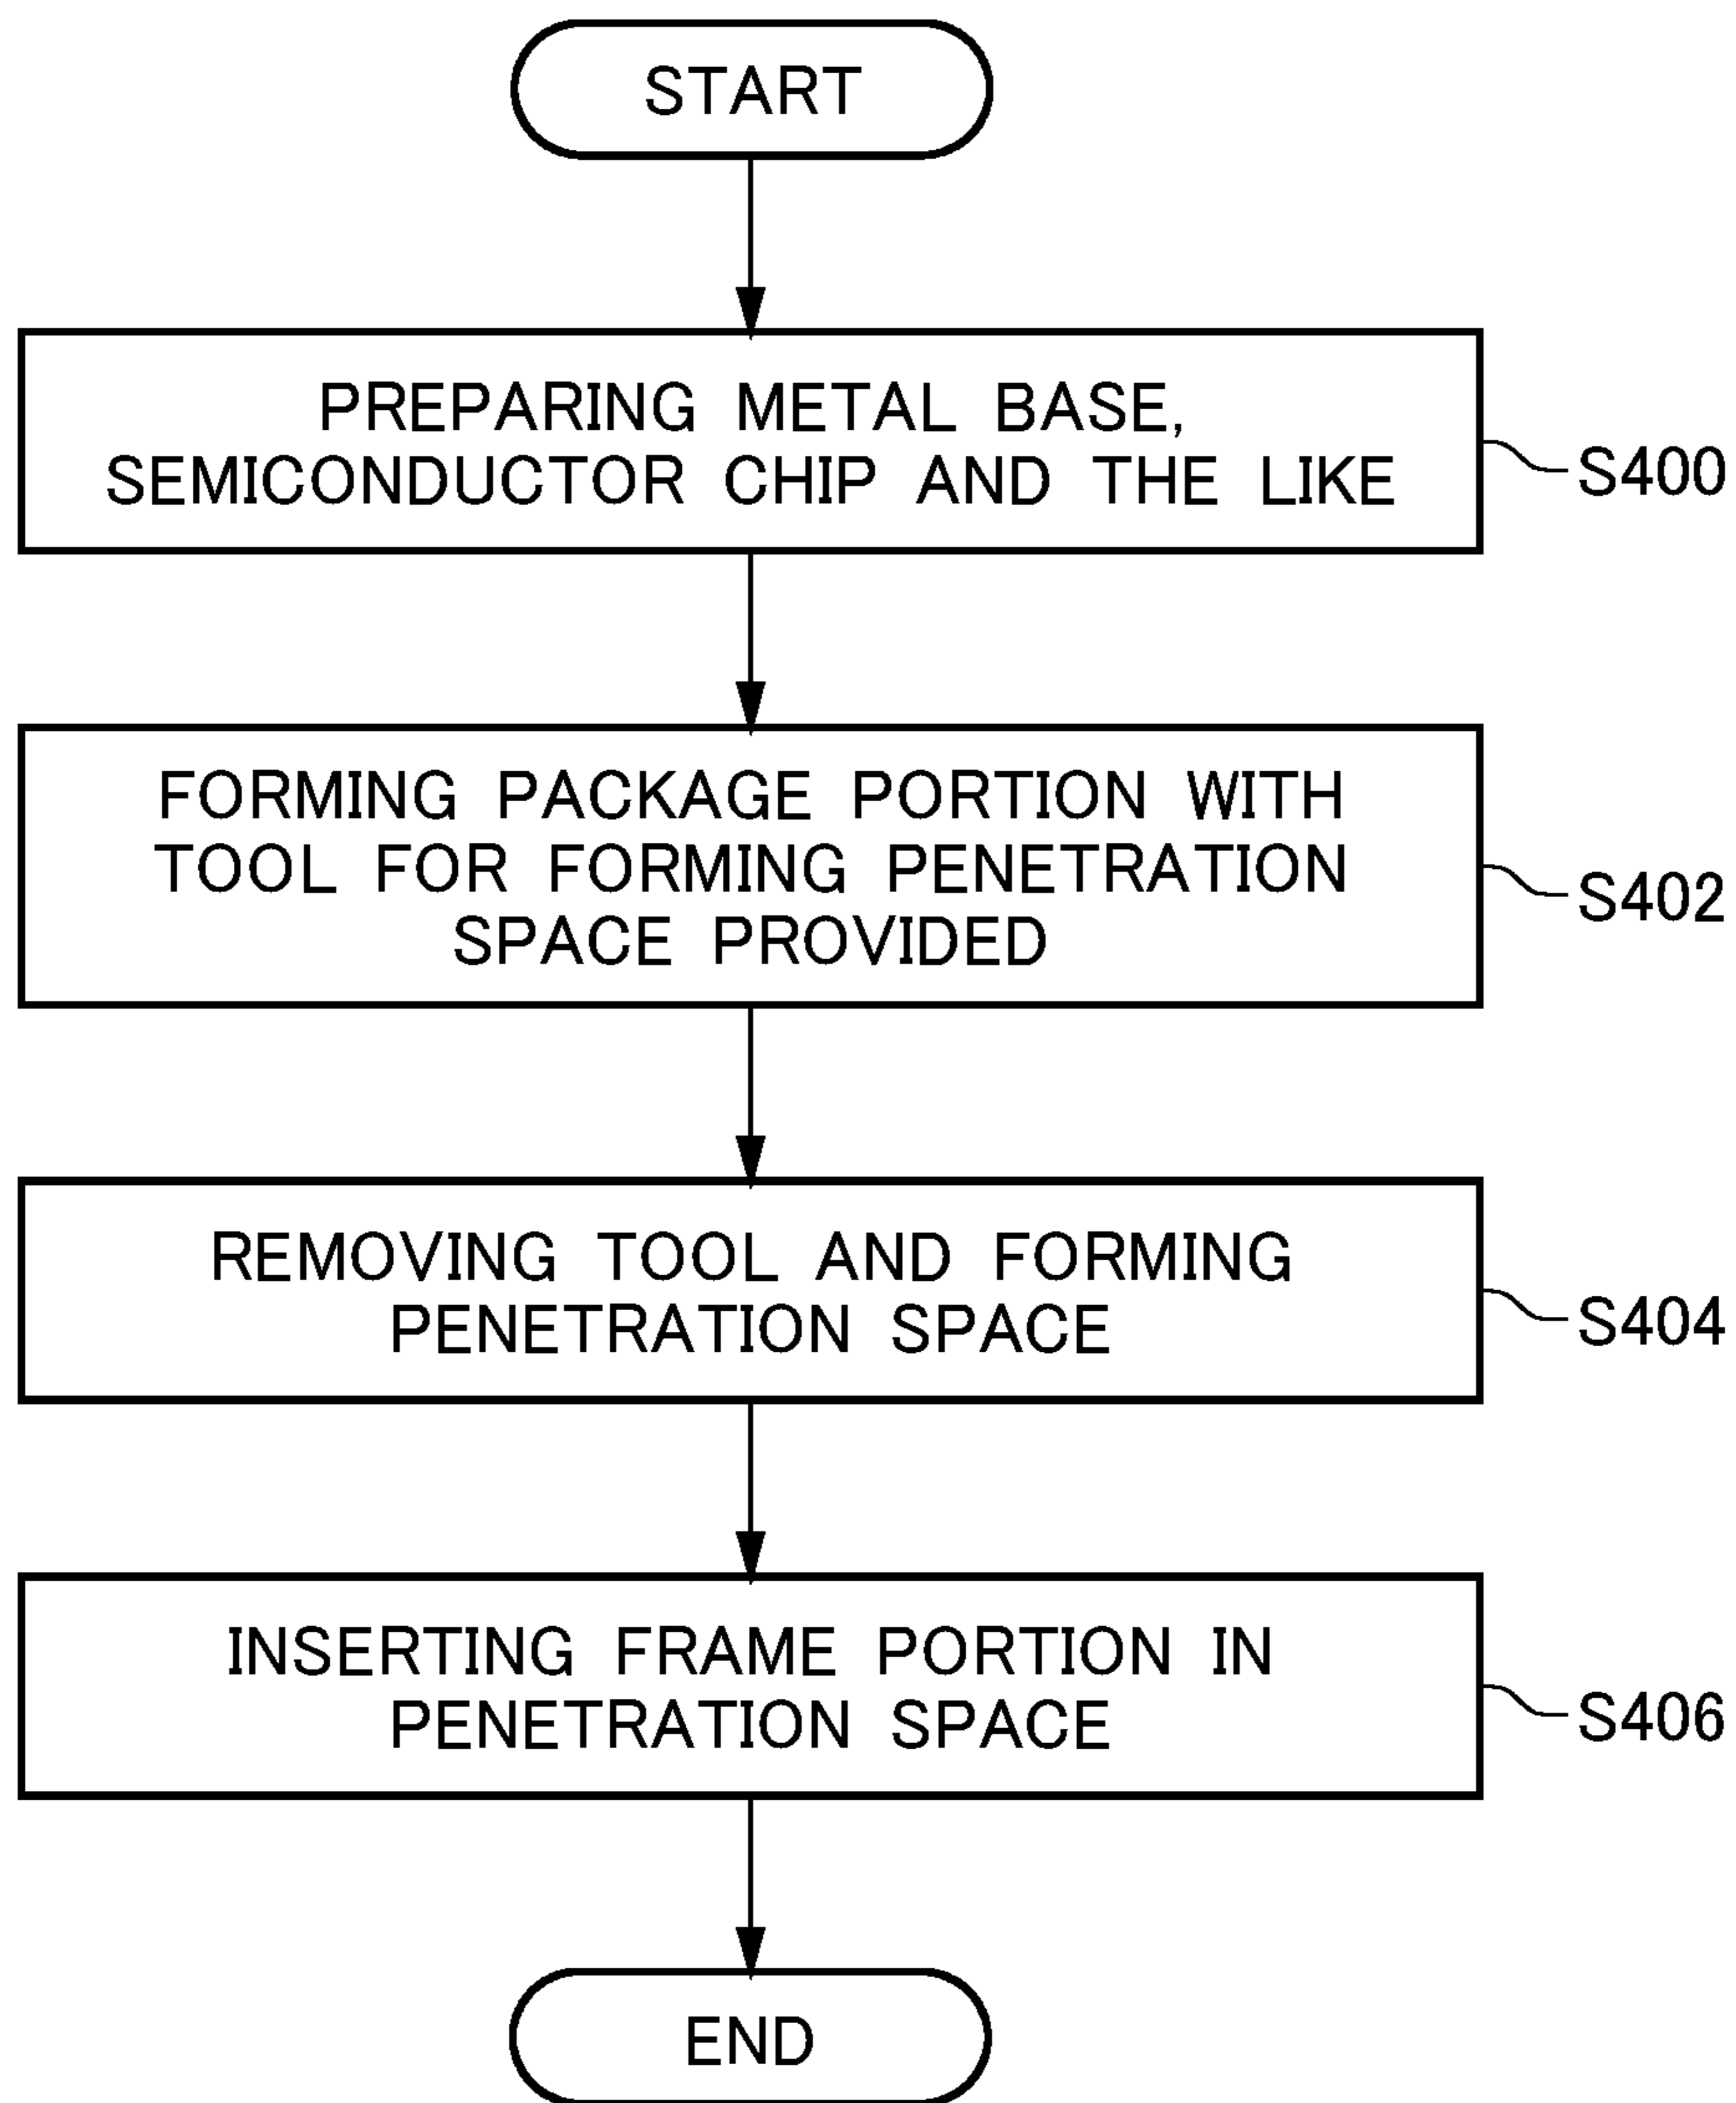 START
PREPARING METAL BASE,
SEMICONDUCTOR CHIP AND THE LIKE
S400
FORMING PACKAGE PORTION WITH
TOOL FOR FORMING PENETRATION
SPACE PROVIDED
S402
REMOVING TOOL AND FORMING
PENETRATION SPACE
S404
INSERTING FRAME PORTION IN
PENETRATION SPACE
S406
END